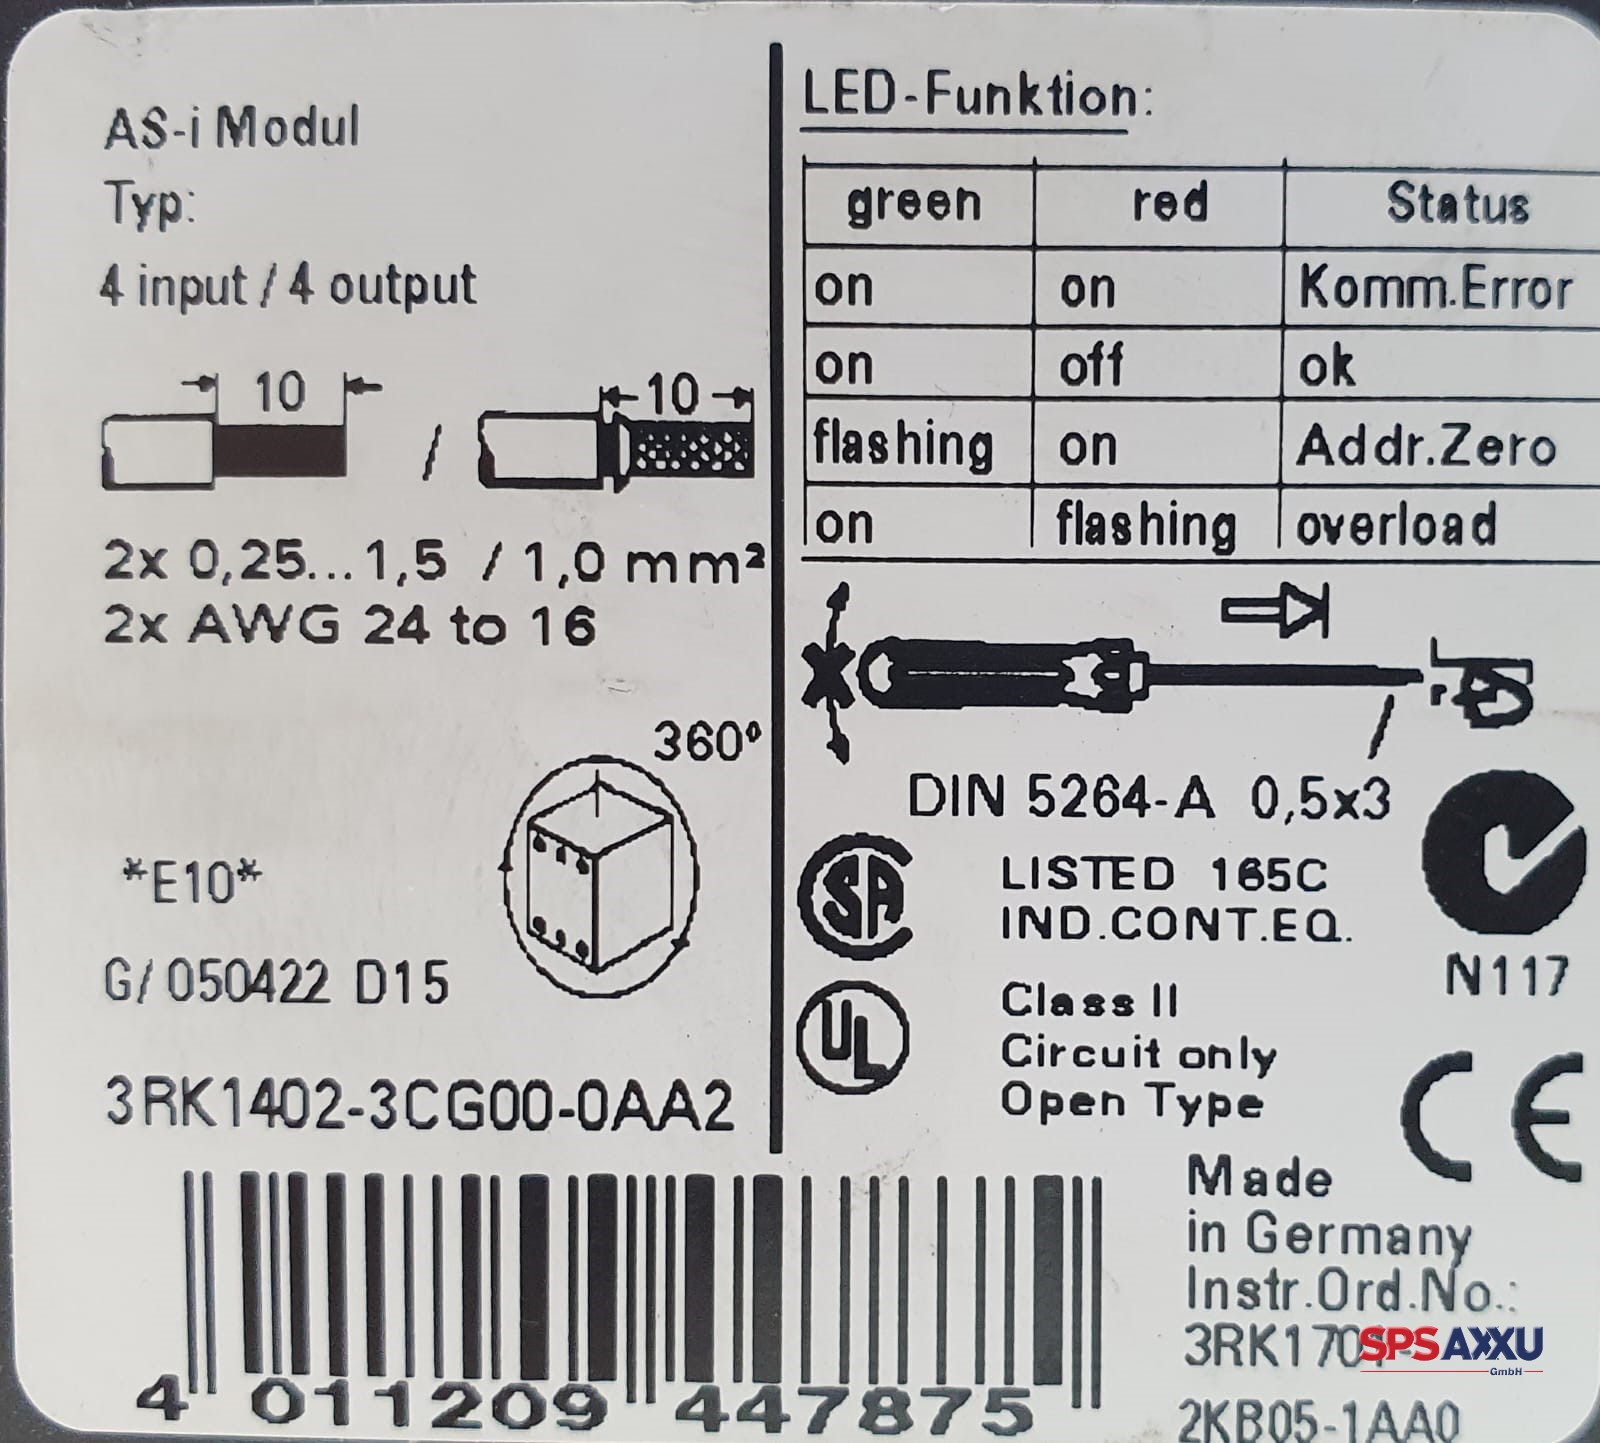 AS-i Modul
Typ:
4 input / 4 output
10 / 10
2x 0,25...1,5 / 1,0 mm²
2x AWG 24 to 16
360°
*E10*
G/ 050422 D15
3RK1402-3CG00-0AA2
4 011209 447875
LED-Funktion:
green red Status
on on Komm.Error
on off ok
flashing on Addr.Zero
on flashing overload
DIN 5264-A 0,5x3
SA
LISTED 165C
IND.CONT.EQ.
N117
UL
Class II
Circuit only
Open Type
CE
Made
in Germany
Instr.Ord.No.:
3RK1701-
SPSAXXU
GmbH
2KB05-1AA0